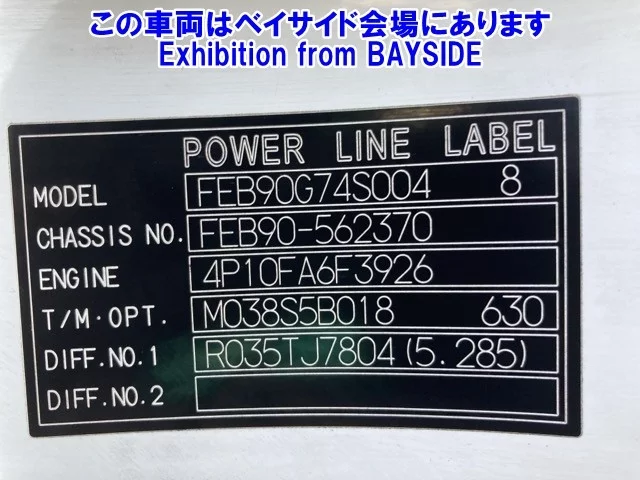 この車両はベイサイド会場にあります
Exhibition from BAYSIDE
POWER LINE LABEL
MODEL FEB90G74S004 8
CHASSIS NO. FEB90-562370
ENGINE 4P10FA6F3926
T/M·OPT. M038S5B018 630
DIFF.NO.1 R035TJ7804(5.285)
DIFF.NO.2